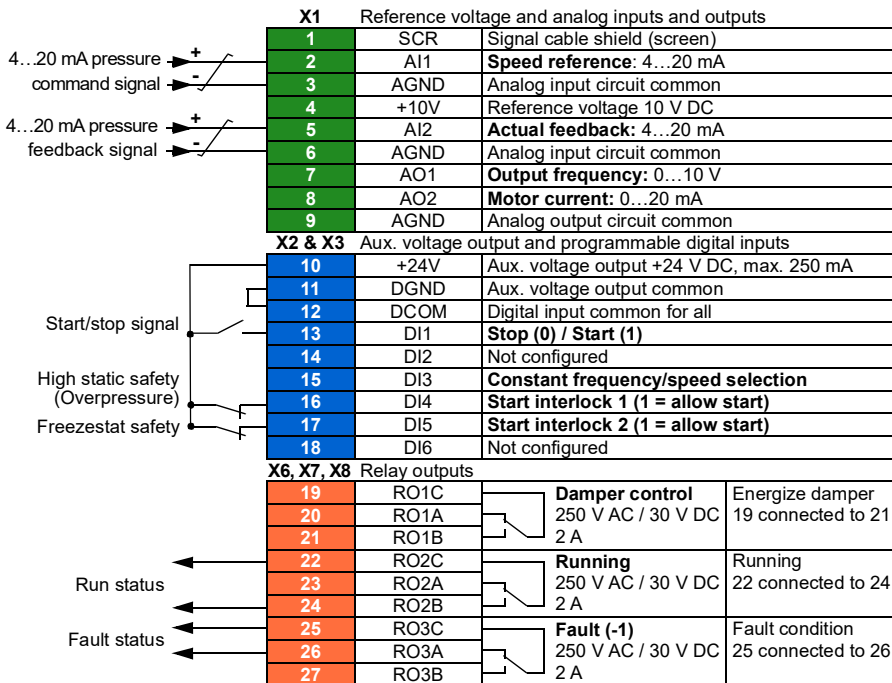 X1 Reference voltage and analog inputs and outputs
1 SCR Signal cable shield (screen)
4…20 mA pressure + 2 AI1 Speed reference: 4…20 mA
command signal - 3 AGND Analog input circuit common
4 +10V Reference voltage 10 V DC
4…20 mA pressure + 5 AI2 Actual feedback: 4…20 mA
feedback signal - 6 AGND Analog input circuit common
7 AO1 Output frequency: 0…10 V
8 AO2 Motor current: 0…20 mA
9 AGND Analog output circuit common
X2 & X3 Aux. voltage output and programmable digital inputs
10 +24V Aux. voltage output +24 V DC, max. 250 mA
11 DGND Aux. voltage output common
12 DCOM Digital input common for all
Start/stop signal 13 DI1 Stop (0) / Start (1)
14 DI2 Not configured
High static safety 15 DI3 Constant frequency/speed selection
(Overpressure) 16 DI4 Start interlock 1 (1 = allow start)
Freezestat safety 17 DI5 Start interlock 2 (1 = allow start)
18 DI6 Not configured
X6, X7, X8 Relay outputs
19 RO1C Damper control Energize damper
20 RO1A 250 V AC / 30 V DC 19 connected to 21
21 RO1B 2 A
22 RO2C Running Running
Run status 23 RO2A 250 V AC / 30 V DC 22 connected to 24
24 RO2B 2 A
Fault status 25 RO3C Fault (-1) Fault condition
26 RO3A 250 V AC / 30 V DC 25 connected to 26
27 RO3B 2 A